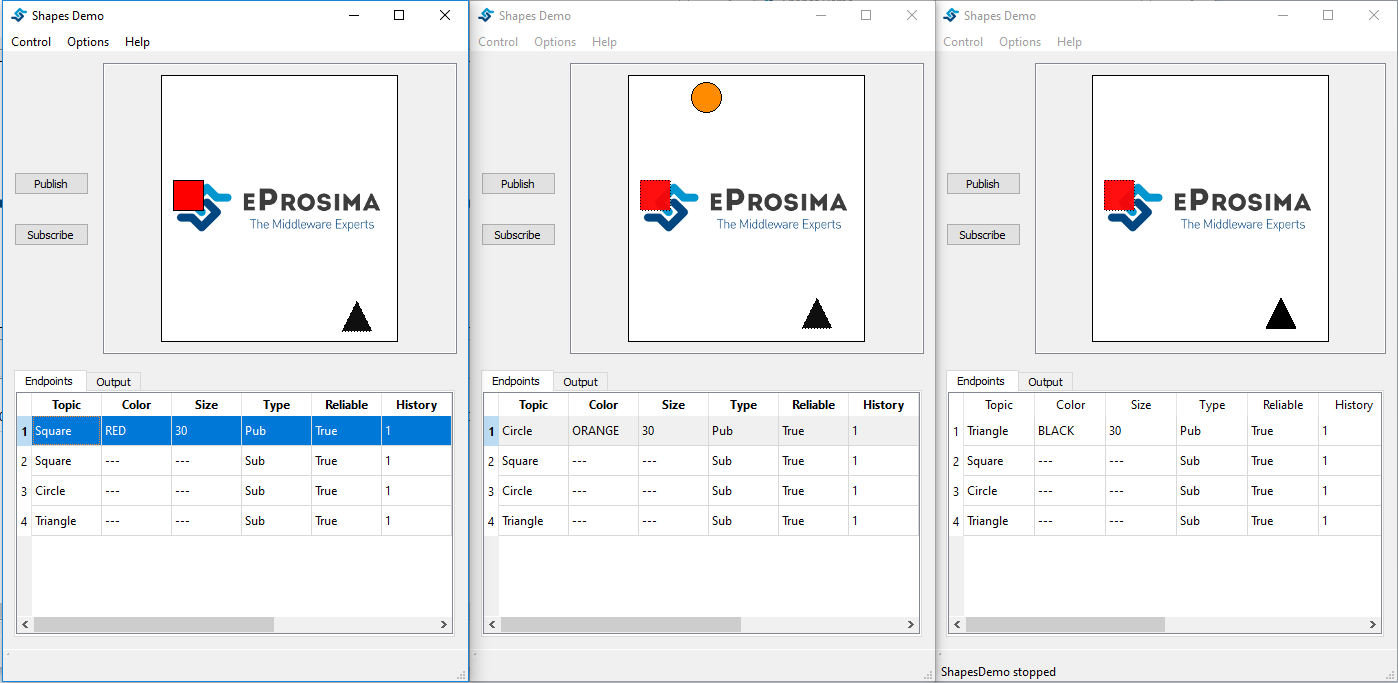 Shapes Demo
Control Options Help
Publish
Subscribe
EPROSIMA
The Middleware Experts
Endpoints Output
Topic Color Size Type Reliable History
1 Square RED 30 Pub True 1
2 Square --- --- Sub True 1
3 Circle --- --- Sub True 1
4 Triangle --- --- Sub True 1
Shapes Demo
Control Options Help
Publish
Subscribe
EPROSIMA
The Middleware Experts
Endpoints Output
Topic Color Size Type Reliable History
1 Circle ORANGE 30 Pub True 1
2 Square --- --- Sub True 1
3 Circle --- --- Sub True 1
4 Triangle --- --- Sub True 1
Shapes Demo
Control Options Help
Publish
Subscribe
EPROSIMA
The Middleware Experts
Endpoints Output
Topic Color Size Type Reliable History
1 Triangle BLACK 30 Pub True 1
2 Square --- --- Sub True 1
3 Circle --- --- Sub True 1
4 Triangle --- --- Sub True 1
ShapesDemo stopped